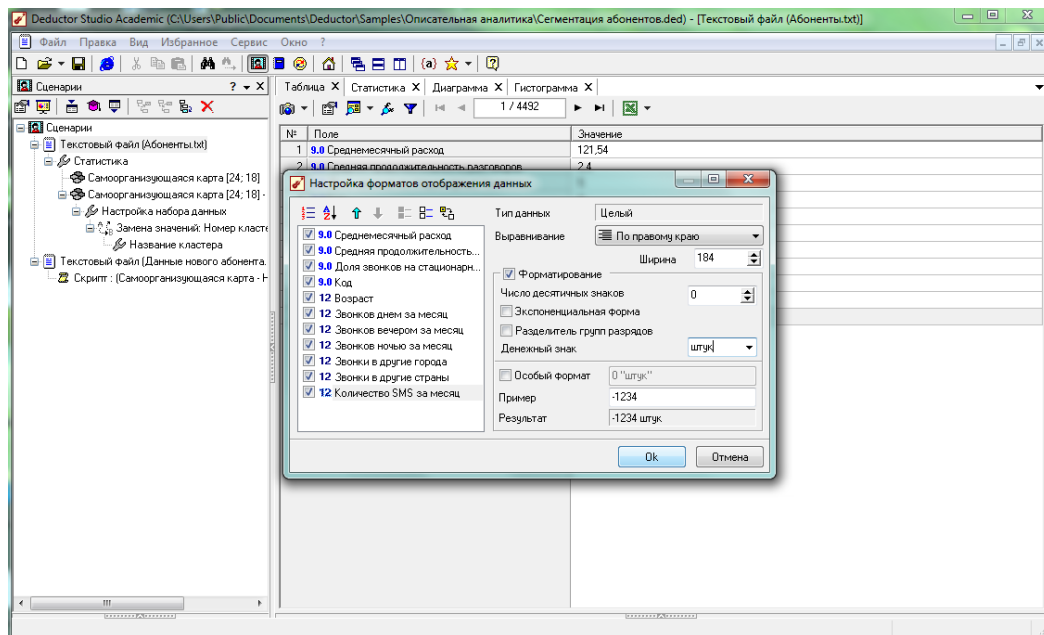 Deductor Studio Academic (C:\Users\Public\Documents\Deductor\Samples\Описательная аналитика\Сегментация абонентов.ded) - [Текстовый файл (Абоненты.txt)]
Файл Правка Вид Избранное Сервис Окно ?
Сценарии ?
Таблица X Статистика X Диаграмма X Гистограмма X
1 / 4492
Сценарии
Текстовый файл (Абоненты.txt)
Статистика
Самоорганизующаяся карта [24; 18]
Самоорганизующаяся карта [24; 18] -
Настройка набора данных
Замена значений: Номер класте
Название кластера
Текстовый файл (Данные нового абонента.
Скрипт : (Самоорганизующаяся карта - Н
№ Поле Значение
1 9.0 Среднемесячный расход 121,54
2 9.0 Средняя продолжительность разговоров 2,4
Настройка форматов отображения данных
9.0 Среднемесячный расход
9.0 Средняя продолжительность...
9.0 Доля звонков на стационарн...
9.0 Код
12 Возраст
12 Звонков днем за месяц
12 Звонков вечером за месяц
12 Звонков ночью за месяц
12 Звонки в другие города
12 Звонки в другие страны
12 Количество SMS за месяц
Тип данных Целый
Выравнивание По правому краю
Ширина 184
Форматирование
Число десятичных знаков 0
Экспоненциальная форма
Разделитель групп разрядов
Денежный знак штук
Особый формат 0 "штук"
Пример -1234
Результат -1234 штук
Ok Отмена